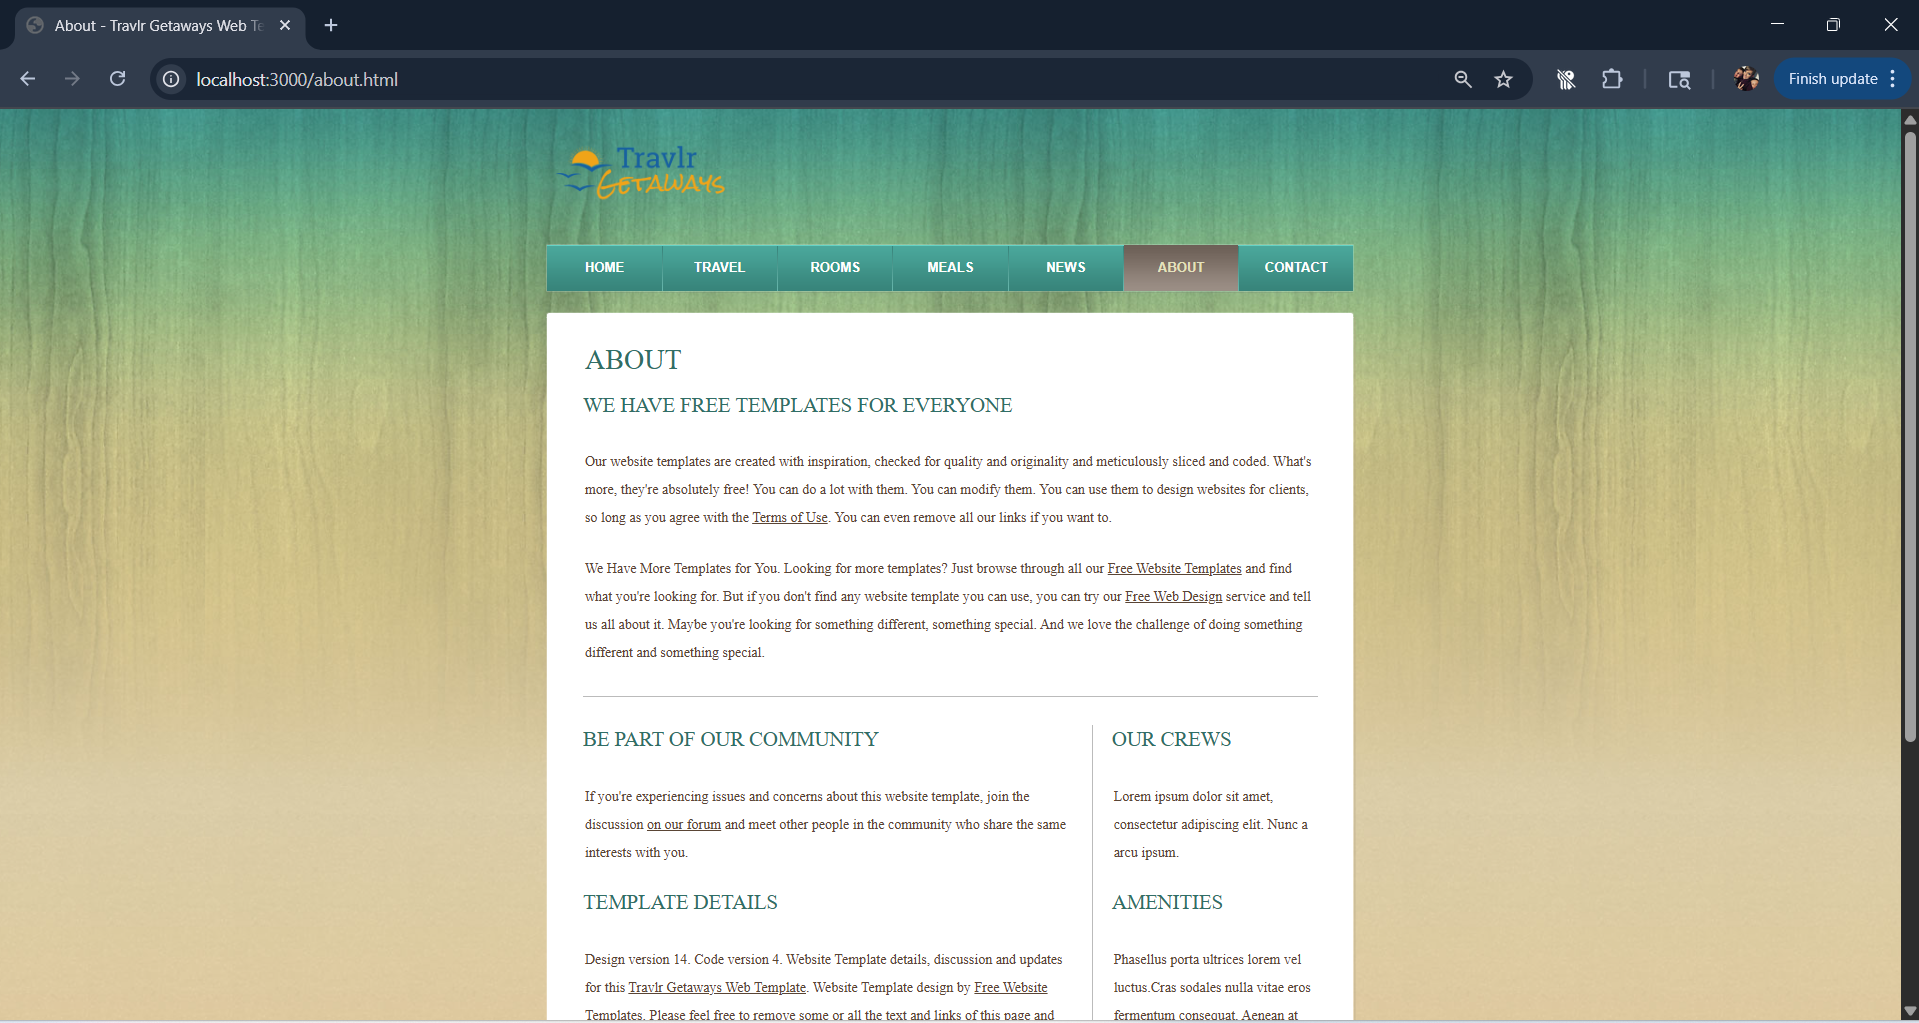 About - Travlr Getaways Web Te
localhost:3000/about.html
Finish update
Travlr
Getaways
HOME
TRAVEL
ROOMS
MEALS
NEWS
ABOUT
CONTACT
ABOUT
WE HAVE FREE TEMPLATES FOR EVERYONE
Our website templates are created with inspiration, checked for quality and originality and meticulously sliced and coded. What's
more, they're absolutely free! You can do a lot with them. You can modify them. You can use them to design websites for clients,
so long as you agree with the Terms of Use. You can even remove all our links if you want to.
We Have More Templates for You. Looking for more templates? Just browse through all our Free Website Templates and find
what you're looking for. But if you don't find any website template you can use, you can try our Free Web Design service and tell
us all about it. Maybe you're looking for something different, something special. And we love the challenge of doing something
different and something special.
BE PART OF OUR COMMUNITY
If you're experiencing issues and concerns about this website template, join the
discussion on our forum and meet other people in the community who share the same
interests with you.
TEMPLATE DETAILS
Design version 14. Code version 4. Website Template details, discussion and updates
for this Travlr Getaways Web Template. Website Template design by Free Website
Templates. Please feel free to remove some or all the text and links of this page and
OUR CREWS
Lorem ipsum dolor sit amet,
consectetur adipiscing elit. Nunc a
arcu ipsum.
AMENITIES
Phasellus porta ultrices lorem vel
luctus.Cras sodales nulla vitae eros
fermentum consequat. Aenean at